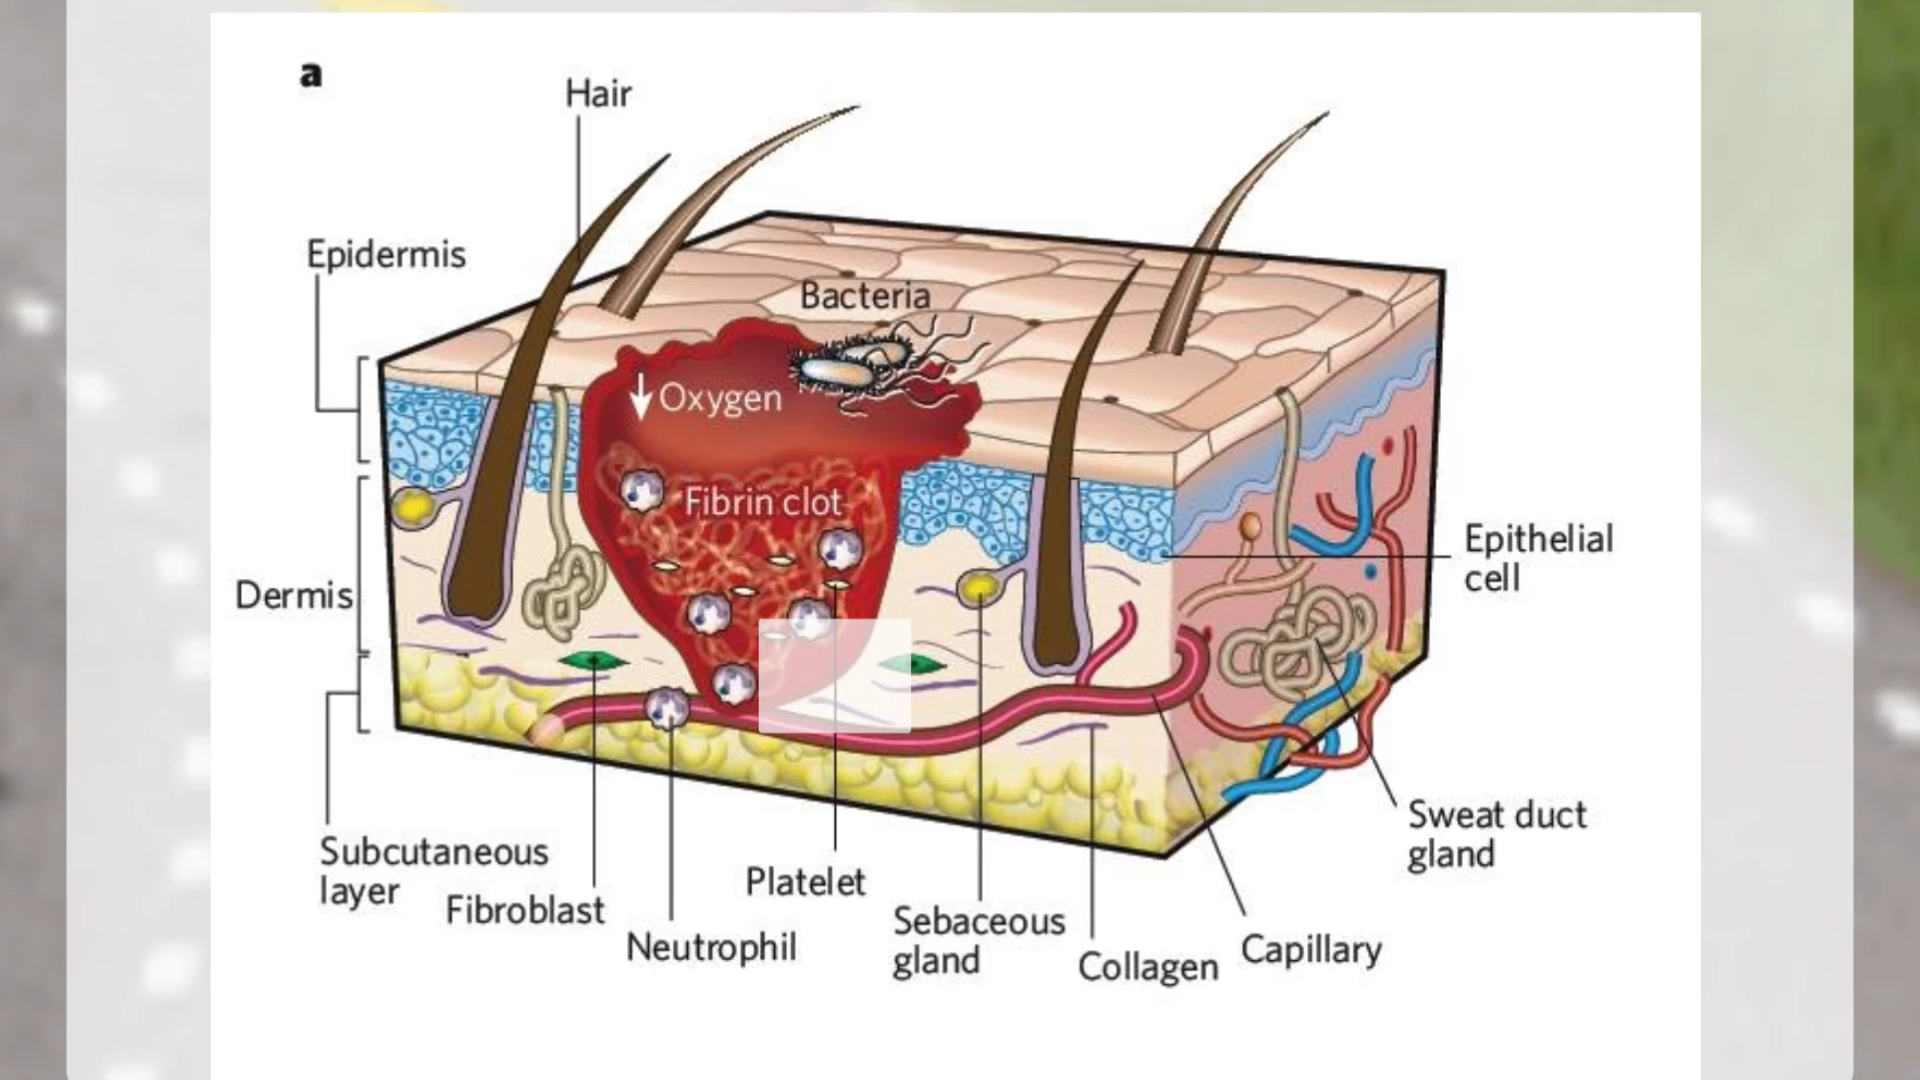 a
Hair
Epidermis
Bacteria
Oxygen
Fibrin clot
Epithelial
cell
Dermis
Sweat duct
gland
Subcutaneous
layer
Fibroblast
Neutrophil
Platelet
Sebaceous
gland
Collagen
Capillary